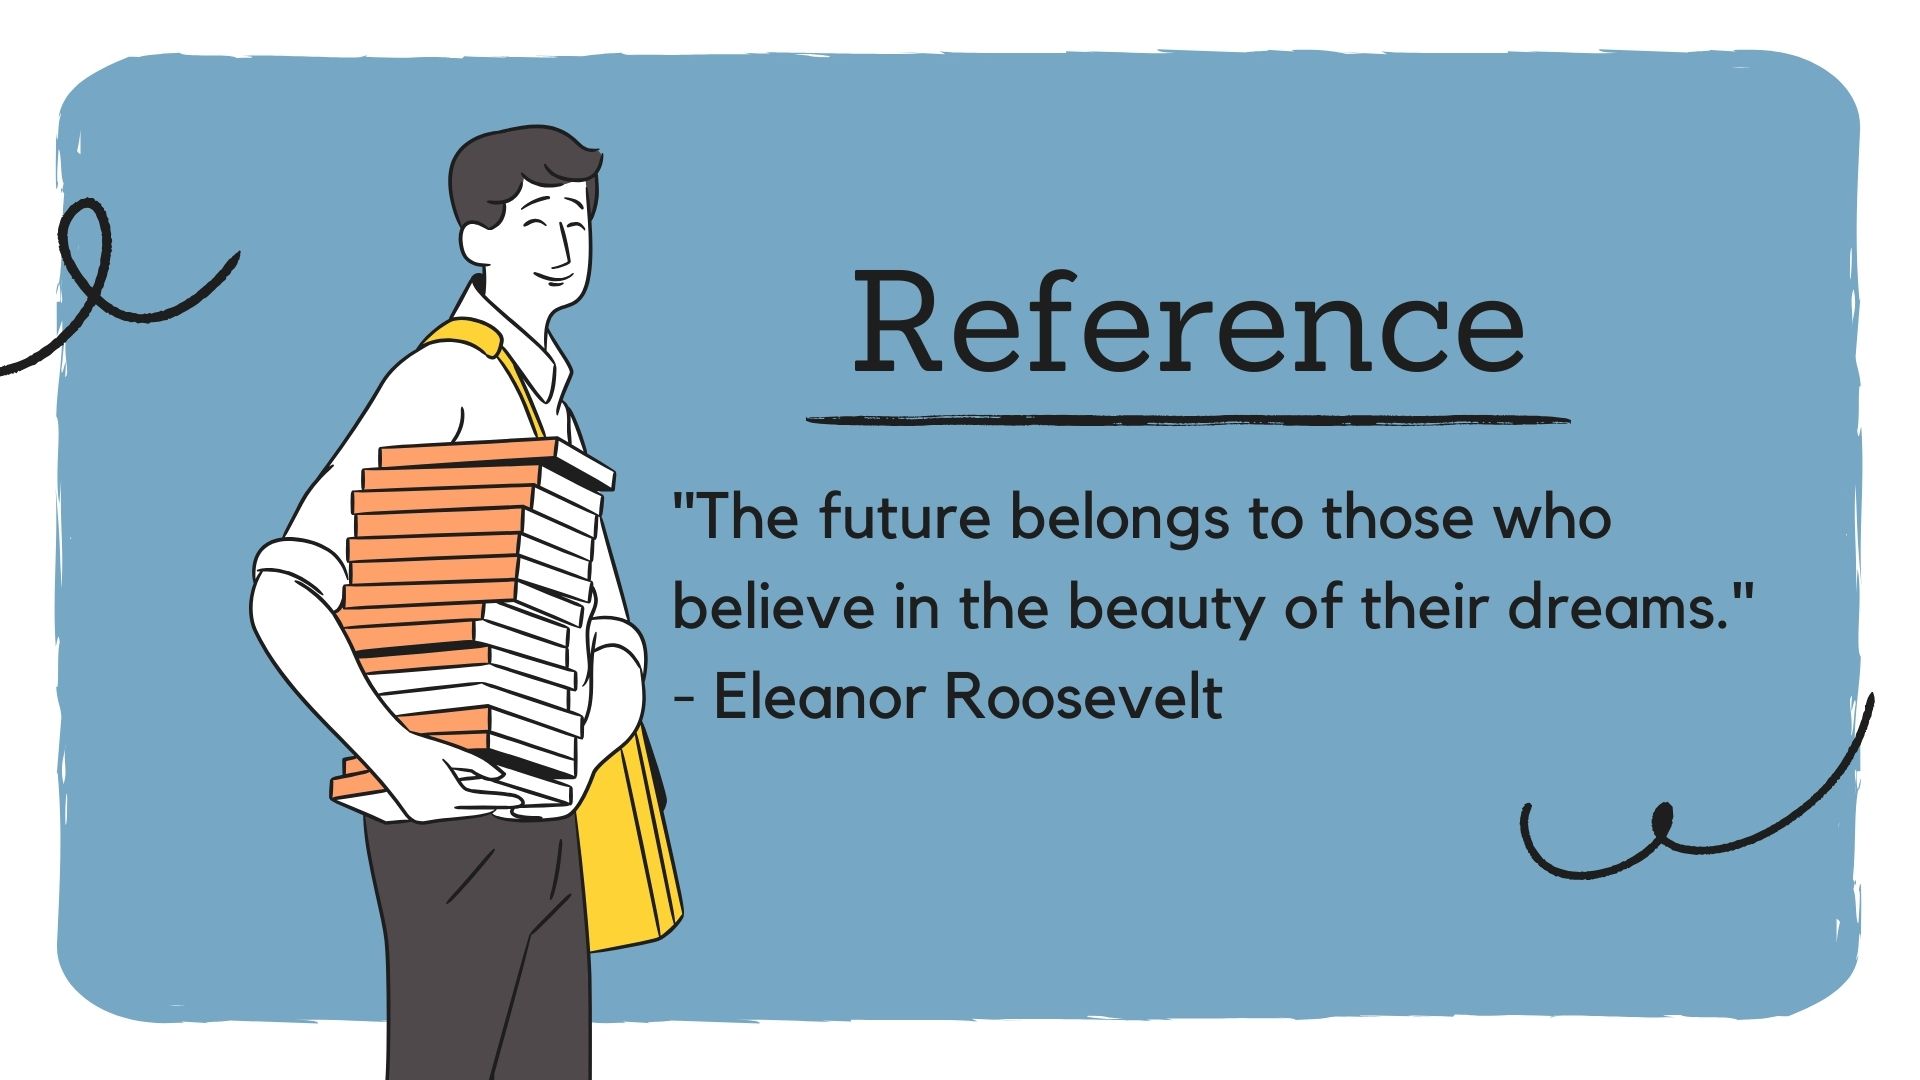 Reference
"The future belongs to those who
believe in the beauty of their dreams."
- Eleanor Roosevelt